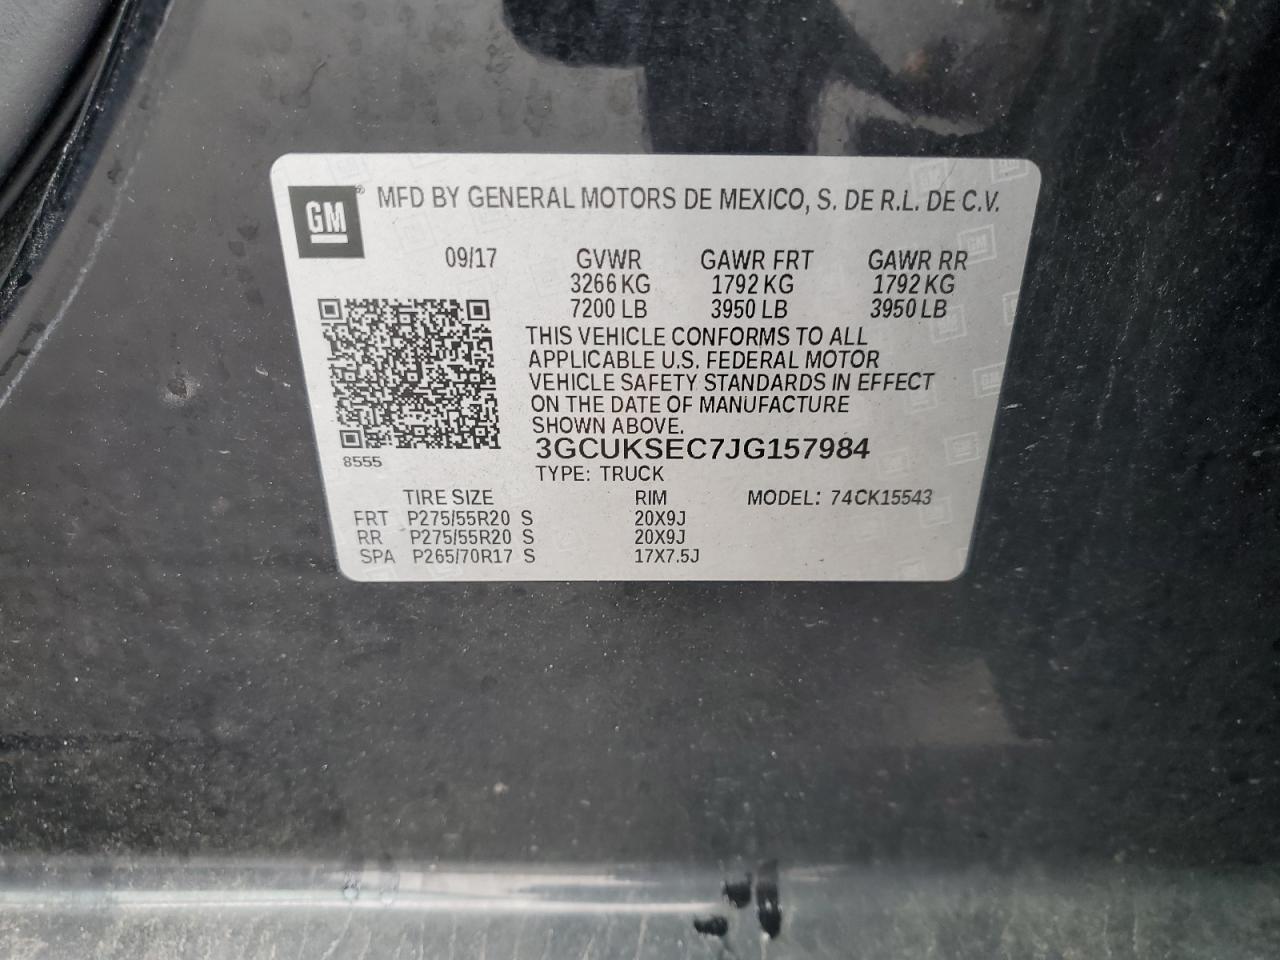 GM® MFD BY GENERAL MOTORS DE MEXICO, S. DE R.L. DE C.V.
09/17 GVWR GAWR FRT GAWR RR
3266 KG 1792 KG 1792 KG
7200 LB 3950 LB 3950 LB
THIS VEHICLE CONFORMS TO ALL
APPLICABLE U.S. FEDERAL MOTOR
VEHICLE SAFETY STANDARDS IN EFFECT
ON THE DATE OF MANUFACTURE
SHOWN ABOVE.
3GCUKSEC7JG157984
8555
TYPE: TRUCK
TIRE SIZE RIM MODEL: 74CK15543
FRT P275/55R20 S 20X9J
RR P275/55R20 S 20X9J
SPA P265/70R17 S 17X7.5J